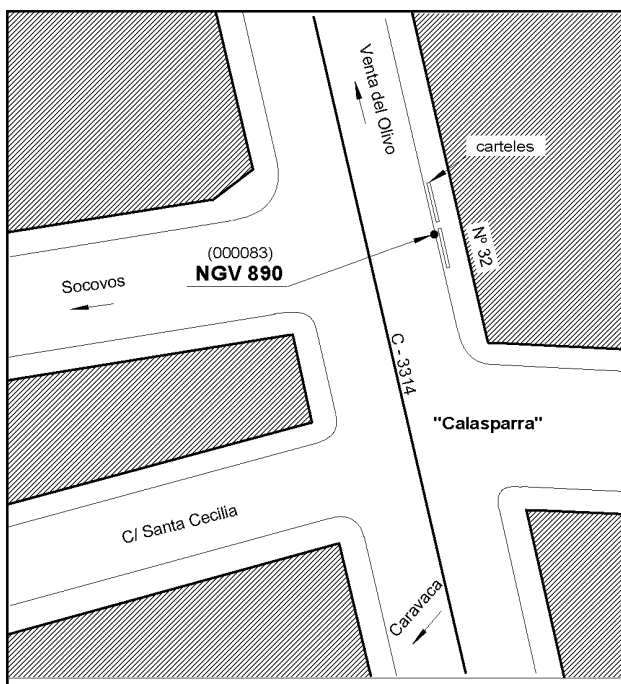 Venta del Olivo
carteles
Nº 32
(000083)
NGV 890
Socovos
C - 3314
"Calasparra"
C/ Santa Cecilia
Caravaca